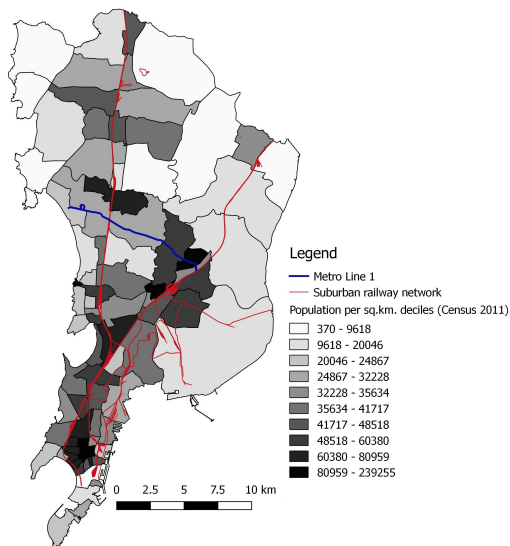 Legend
Metro Line 1
Suburban railway network
Population per sq.km. deciles (Census 2011)
370 - 9618
9618 - 20046
20046 - 24867
24867 - 32228
32228 - 35634
35634 - 41717
41717 - 48518
48518 - 60380
60380 - 80959
80959 - 239255
0 2.5 5 7.5 10 km